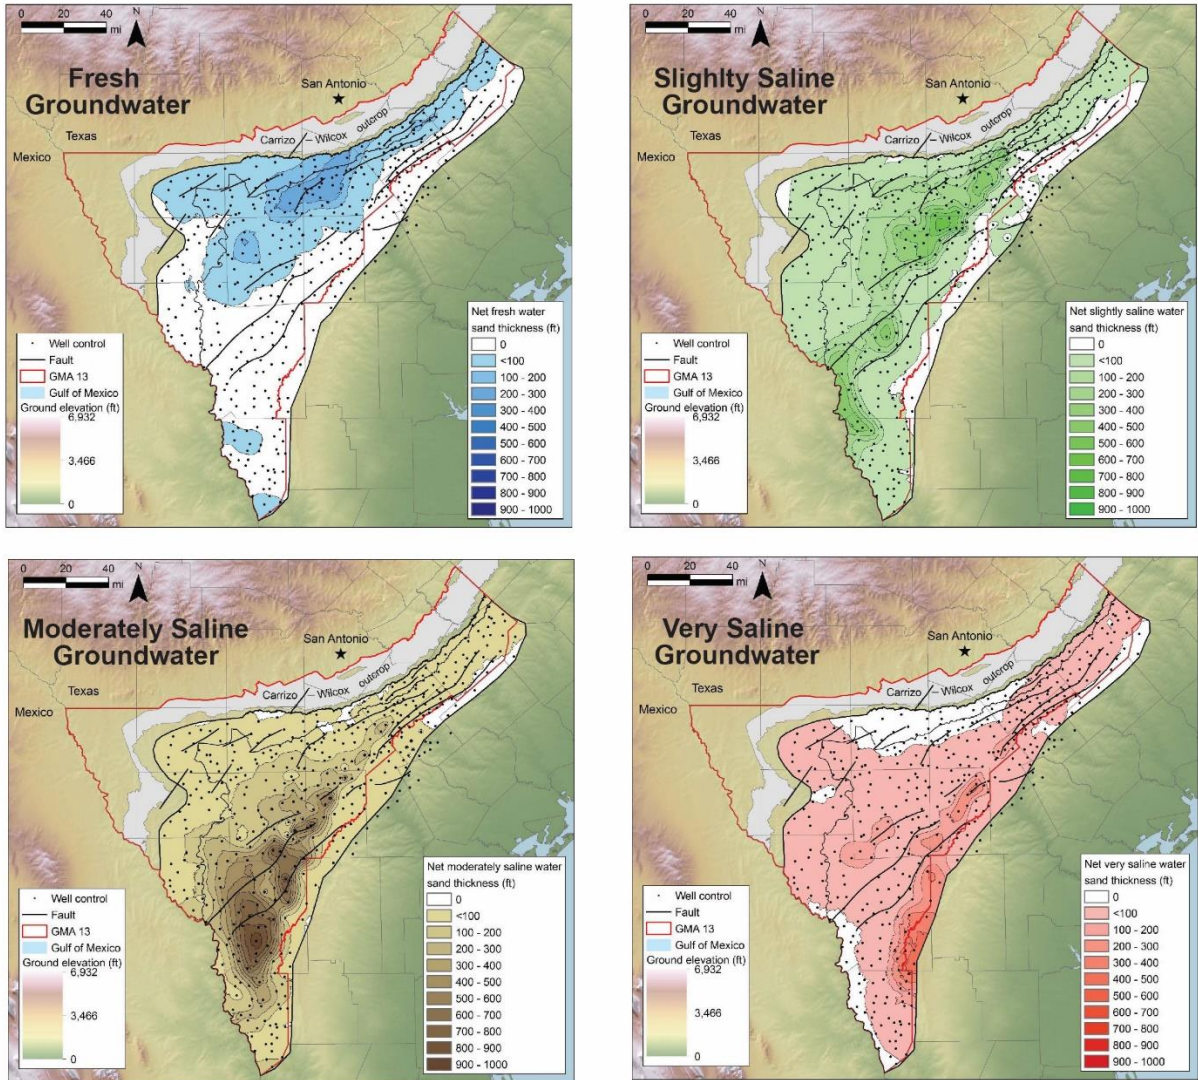 0 20 40
mi
N
Fresh
Groundwater
San Antonio
Texas
Mexico
Carrizo – Wilcox outcrop
Well control
Fault
GMA 13
Gulf of Mexico
Ground elevation (ft)
6,932
3,466
0
Net fresh water
sand thickness (ft)
0
<100
100 - 200
200 - 300
300 - 400
400 - 500
500 - 600
600 - 700
700 - 800
800 - 900
900 - 1000
0 20 40
mi
N
Slighlty Saline
Groundwater
San Antonio
Texas
Mexico
Carrizo – Wilcox outcrop
Well control
Fault
GMA 13
Gulf of Mexico
Ground elevation (ft)
6,932
3,466
0
Net slightly saline water
sand thickness (ft)
0
<100
100 - 200
200 - 300
300 - 400
400 - 500
500 - 600
600 - 700
700 - 800
800 - 900
900 - 1000
0 20 40
mi
N
Moderately Saline
Groundwater
San Antonio
Texas
Mexico
Carrizo – Wilcox outcrop
Well control
Fault
GMA 13
Gulf of Mexico
Ground elevation (ft)
6,932
3,466
0
Net moderately saline water
sand thickness (ft)
0
<100
100 - 200
200 - 300
300 - 400
400 - 500
500 - 600
600 - 700
700 - 800
800 - 900
900 - 1000
0 20 40
mi
N
Very Saline
Groundwater
San Antonio
Texas
Mexico
Carrizo – Wilcox outcrop
Well control
Fault
GMA 13
Gulf of Mexico
Ground elevation (ft)
6,932
3,466
0
Net very saline water
sand thickness (ft)
0
<100
100 - 200
200 - 300
300 - 400
400 - 500
500 - 600
600 - 700
700 - 800
800 - 900
900 - 1000